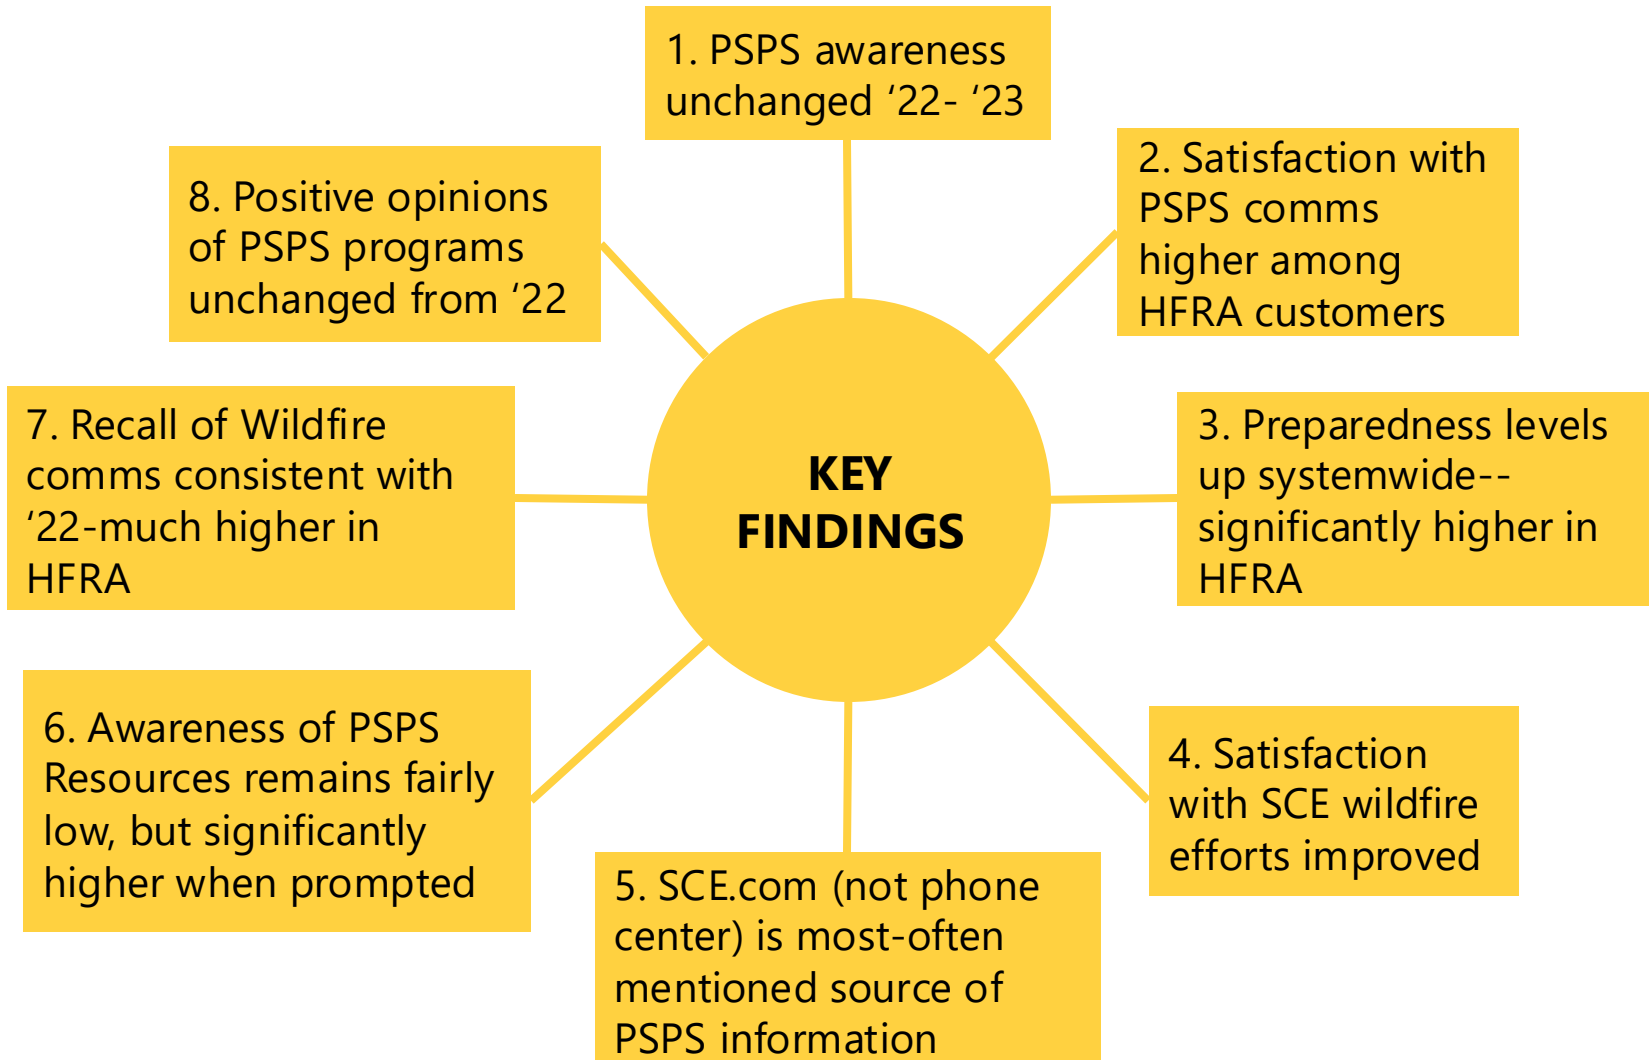 1. PSPS awareness
unchanged ‘22- ‘23
2. Satisfaction with
PSPS comms
higher among
HFRA customers
3. Preparedness levels
up systemwide--
significantly higher in
HFRA
4. Satisfaction
with SCE wildfire
efforts improved
5. SCE.com (not phone
center) is most-often
mentioned source of
PSPS information
6. Awareness of PSPS
Resources remains fairly
low, but significantly
higher when prompted
7. Recall of Wildfire
comms consistent with
‘22-much higher in
HFRA
8. Positive opinions
of PSPS programs
unchanged from ‘22
KEY
FINDINGS